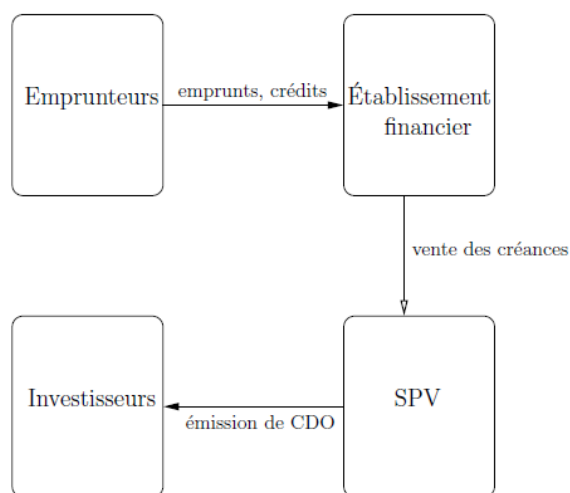 Emprunteurs
emprunts, crédits
Établissement
financier
vente des créances
Investisseurs
émission de CDO
SPV